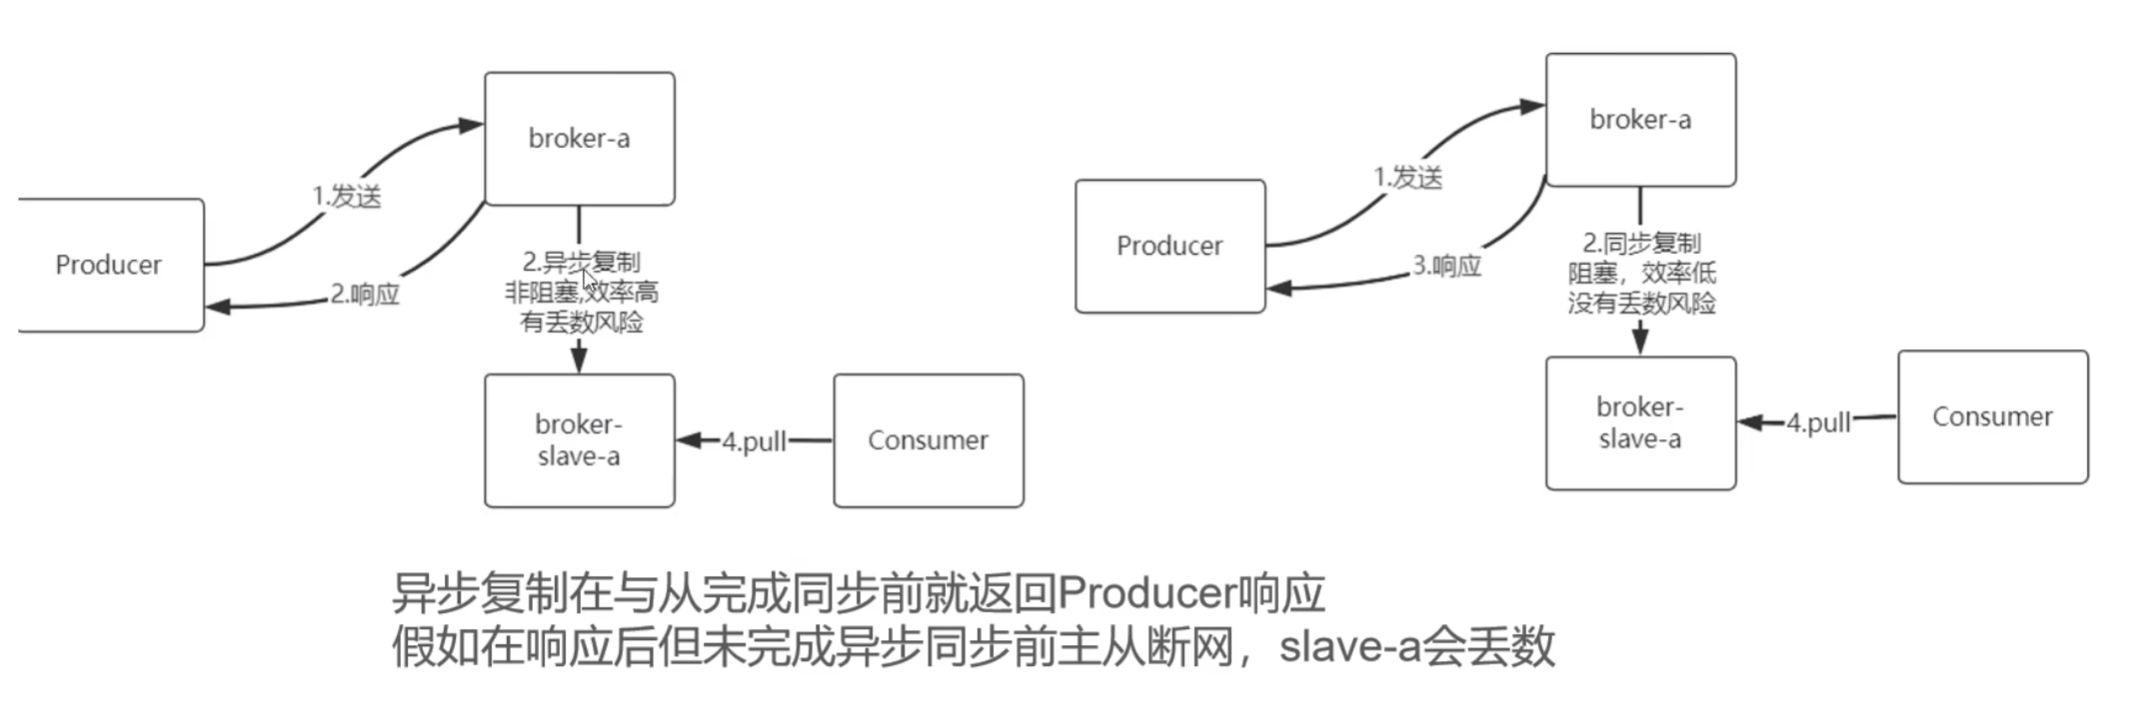 broker-a
1.发送
Producer
2.响应
2.异步复制
非阻塞,效率高
有丢数风险
broker-
slave-a
4.pull
Consumer
broker-a
1.发送
Producer
3.响应
2.同步复制
阻塞，效率低
没有丢数风险
broker-
slave-a
4.pull
Consumer
异步复制在与从完成同步前就返回Producer响应
假如在响应后但未完成异步同步前主从断网，slave-a会丢数